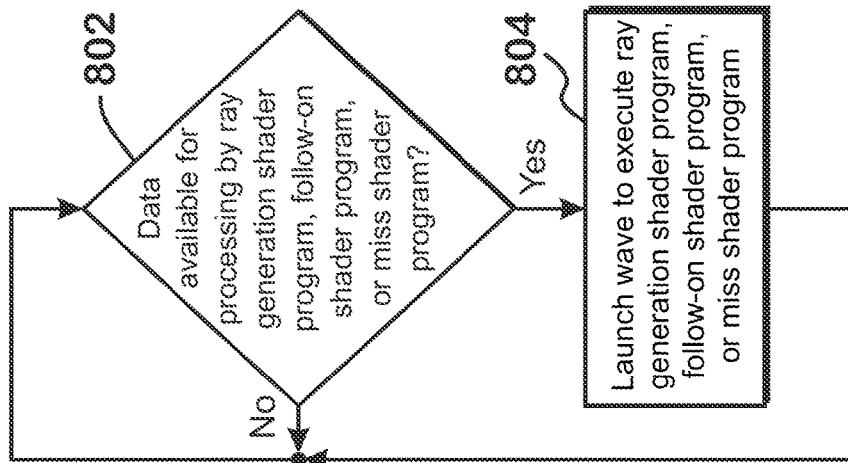 802
Data
available for
processing by ray
generation shader
program, follow-on
shader program,
or miss shader
program?
No
Yes
804
Launch wave to execute ray
generation shader program,
follow-on shader program,
or miss shader program